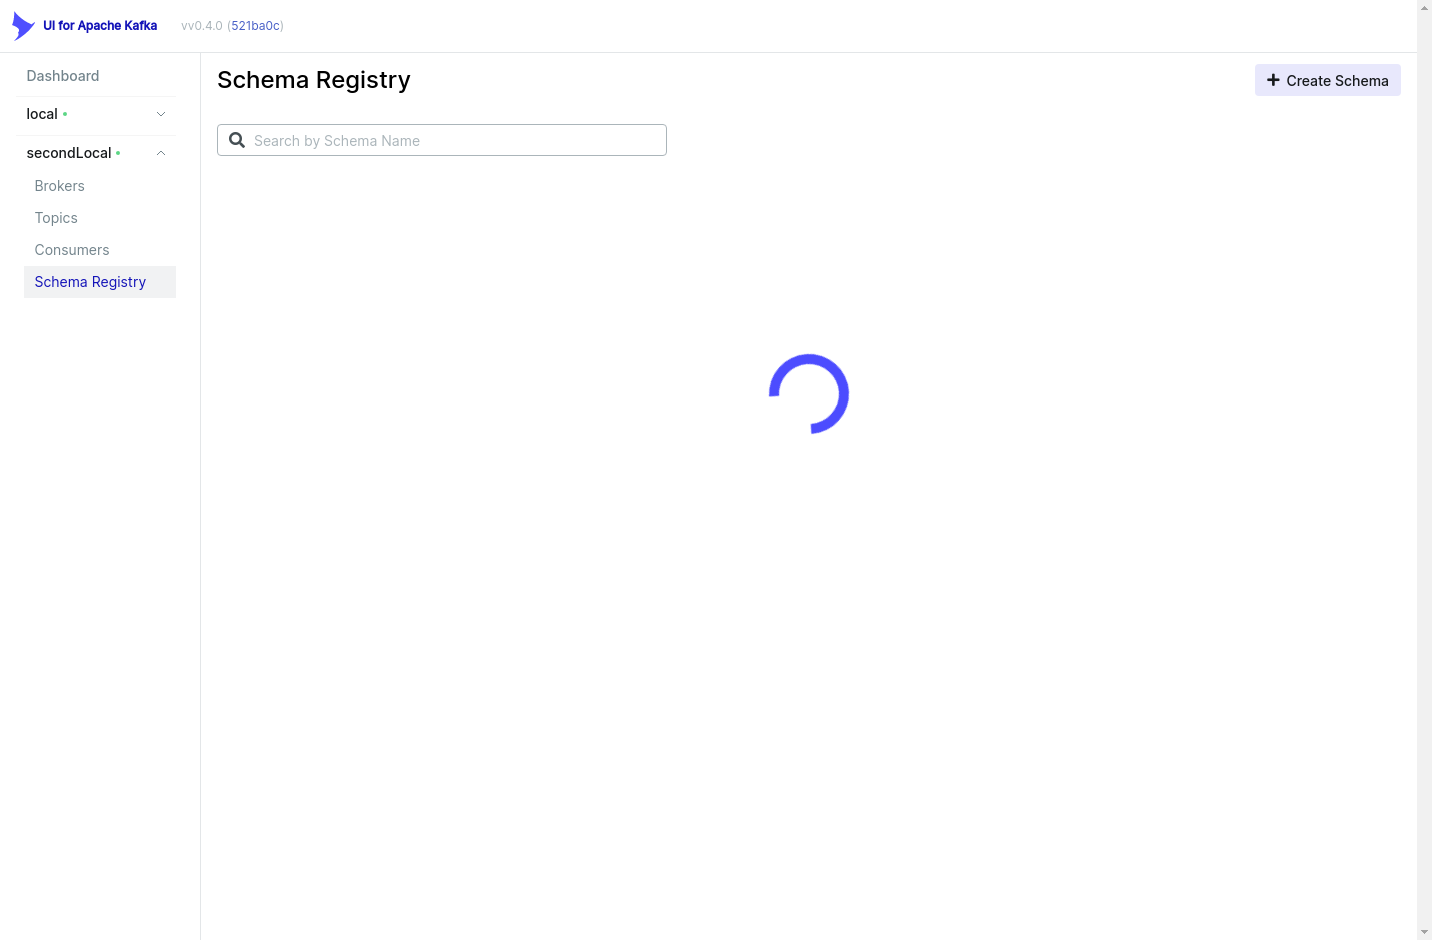 UI for Apache Kafka
vv0.4.0 (521ba0c)
Dashboard
local
secondLocal
Brokers
Topics
Consumers
Schema Registry
Schema Registry
Create Schema
Search by Schema Name